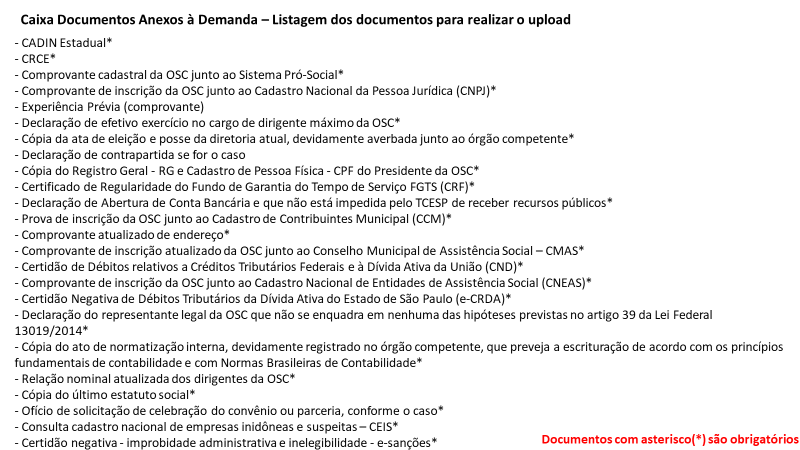 Caixa Documentos Anexos à Demanda – Listagem dos documentos para realizar o upload
- CADIN Estadual*
- CRCE*
- Comprovante cadastral da OSC junto ao Sistema Pró-Social*
- Comprovante de inscrição da OSC junto ao Cadastro Nacional da Pessoa Jurídica (CNPJ)*
- Experiência Prévia (comprovante)
- Declaração de efetivo exercício no cargo de dirigente máximo da OSC*
- Cópia da ata de eleição e posse da diretoria atual, devidamente averbada junto ao órgão competente*
- Declaração de contrapartida se for o caso
- Cópia do Registro Geral - RG e Cadastro de Pessoa Física - CPF do Presidente da OSC*
- Certificado de Regularidade do Fundo de Garantia do Tempo de Serviço FGTS (CRF)*
- Declaração de Abertura de Conta Bancária e que não está impedida pelo TCESP de receber recursos públicos*
- Prova de inscrição da OSC junto ao Cadastro de Contribuintes Municipal (CCM)*
- Comprovante atualizado de endereço*
- Comprovante de inscrição atualizado da OSC junto ao Conselho Municipal de Assistência Social – CMAS*
- Certidão de Débitos relativos a Créditos Tributários Federais e à Dívida Ativa da União (CND)*
- Comprovante de inscrição da OSC junto ao Cadastro Nacional de Entidades de Assistência Social (CNEAS)*
- Certidão Negativa de Débitos Tributários da Dívida Ativa do Estado de São Paulo (e-CRDA)*
- Declaração do representante legal da OSC que não se enquadra em nenhuma das hipóteses previstas no artigo 39 da Lei Federal
13019/2014*
- Cópia do ato de normatização interna, devidamente registrado no órgão competente, que preveja a escrituração de acordo com os princípios
fundamentais de contabilidade e com Normas Brasileiras de Contabilidade*
- Relação nominal atualizada dos dirigentes da OSC*
- Cópia do último estatuto social*
- Ofício de solicitação de celebração do convênio ou parceria, conforme o caso*
- Consulta cadastro nacional de empresas inidôneas e suspeitas – CEIS*
- Certidão negativa - improbidade administrativa e inelegibilidade - e-sanções*
Documentos com asterisco(*) são obrigatórios